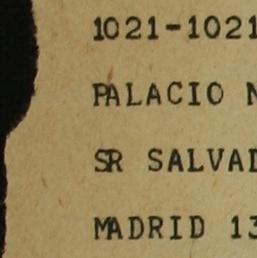 1021-1021
PALACIO N
SR SALVAD
MADRID 13